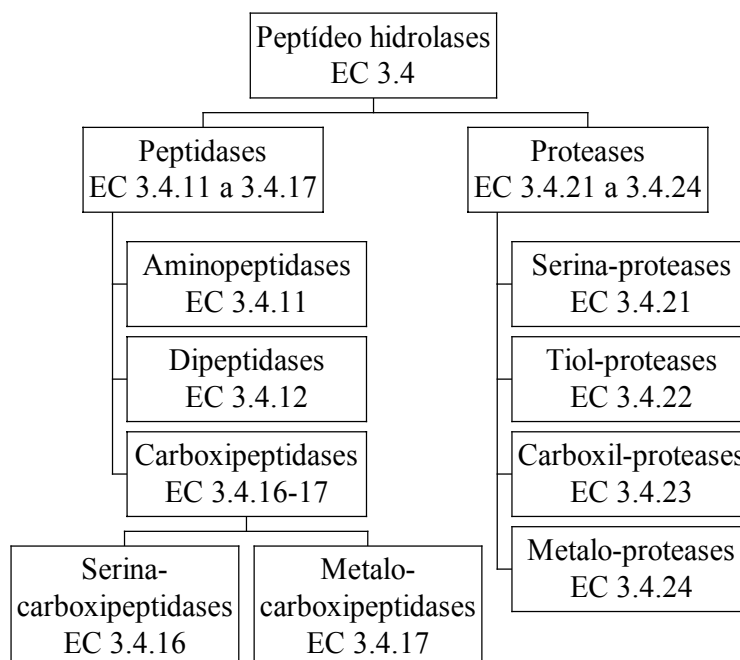 Peptídeo hidrolases
EC 3.4
Peptidases
EC 3.4.11 a 3.4.17
Proteases
EC 3.4.21 a 3.4.24
Aminopeptidases
EC 3.4.11
Dipeptidases
EC 3.4.12
Carboxipeptidases
EC 3.4.16-17
Serina-
carboxipeptidases
EC 3.4.16
Metalo-
carboxipeptidases
EC 3.4.17
Serina-proteases
EC 3.4.21
Tiol-proteases
EC 3.4.22
Carboxil-proteases
EC 3.4.23
Metalo-proteases
EC 3.4.24